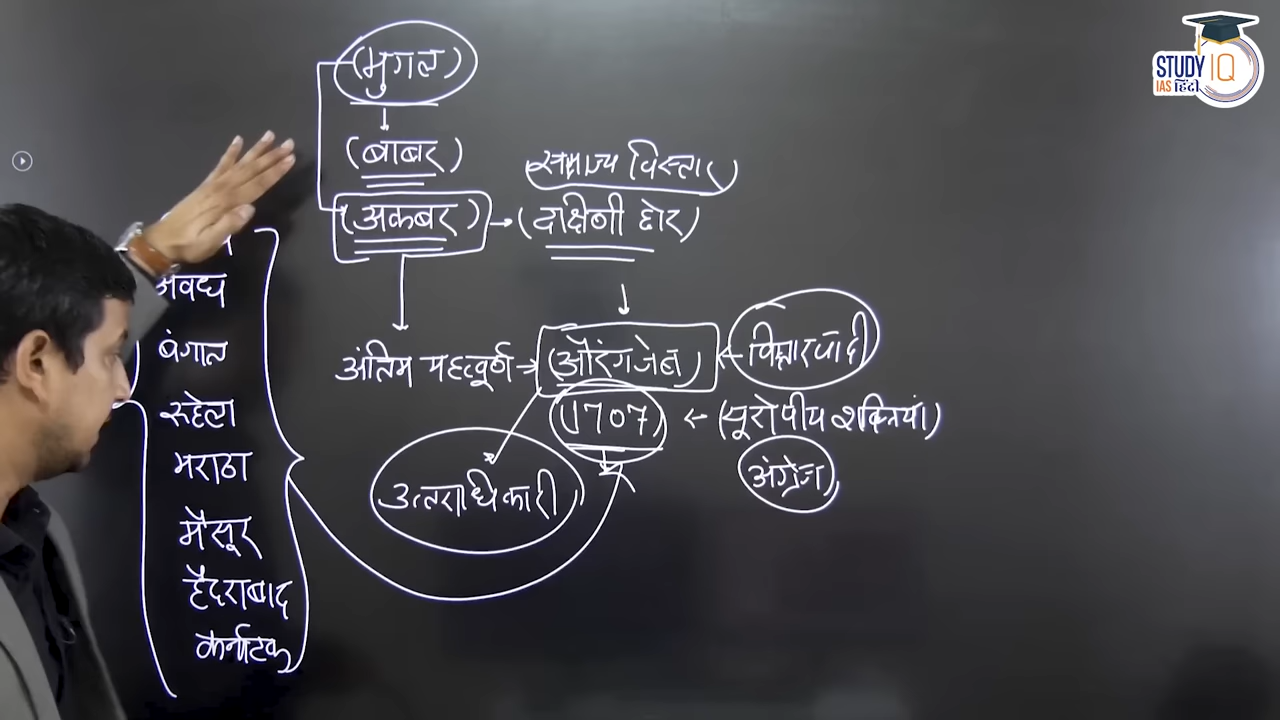 STUDY IQ
IAS हिंदी
(मुगल)
(बाबर)
साम्राज्य विस्तार
(अकबर) → (दक्षिणी छोर)
अवध
बंगाल
रुहेला
मराठा
मैसूर
हैदराबाद
कर्नाटक
अंतिम महत्वपूर्ण → (औरंगजेब) ← विस्तारवादी
(1707) ← (यूरोपीय शक्तियां)
उत्तराधिकारी
अंग्रेज